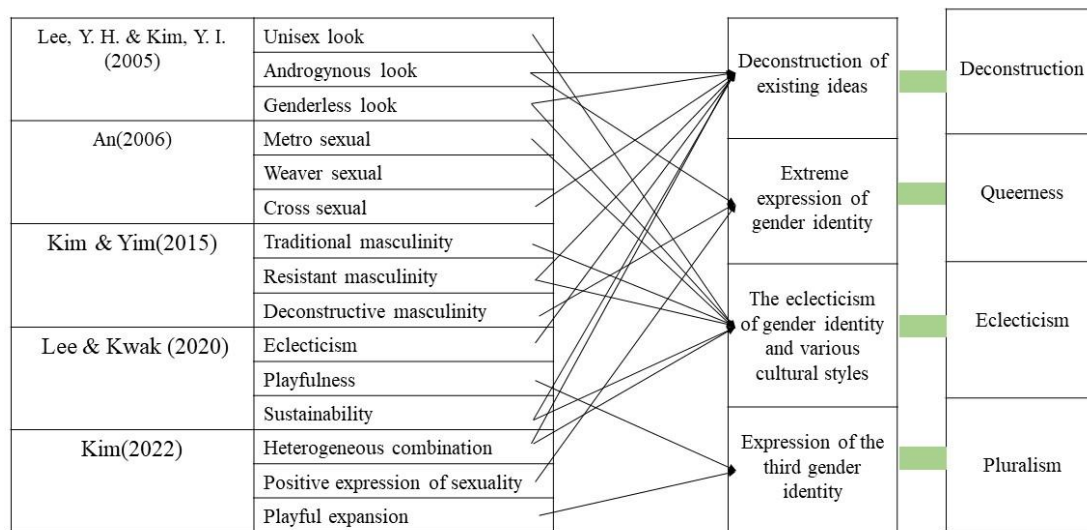 Lee, Y. H. & Kim, Y. I.
(2005)
Unisex look
Androgynous look
Genderless look
An(2006)
Metro sexual
Weaver sexual
Cross sexual
Kim & Yim(2015)
Traditional masculinity
Resistant masculinity
Deconstructive masculinity
Lee & Kwak (2020)
Eclecticism
Playfulness
Sustainability
Kim(2022)
Heterogeneous combination
Positive expression of sexuality
Playful expansion
Deconstruction of
existing ideas
Extreme
expression of
gender identity
The eclecticism
of gender identity
and various
cultural styles
Expression of the
third gender
identity
Deconstruction
Queerness
Eclecticism
Pluralism